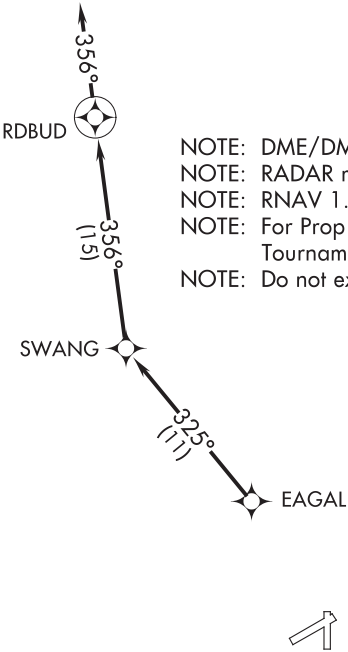 356°
RDBUD
NOTE: DME/DM
NOTE: RADAR
NOTE: RNAV 1.
NOTE: For Prop
Tournam
NOTE: Do not ex
356°
(15)
SWANG
325°
(11)
EAGAL